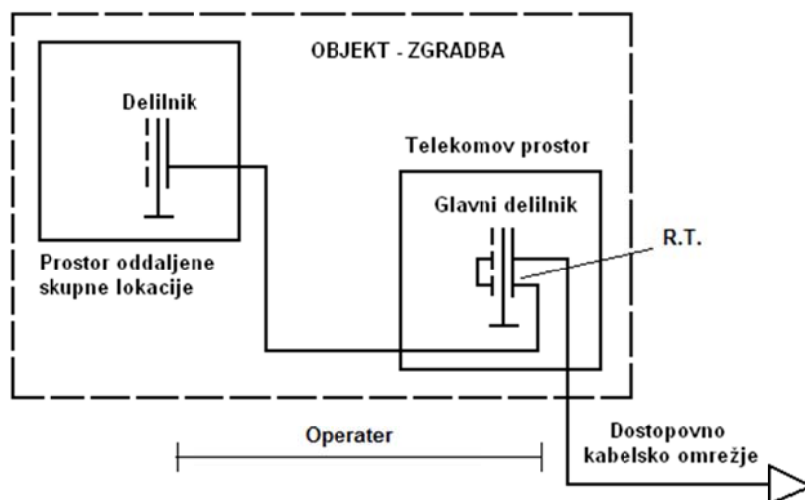 OBJEKT - ZGRADBA
Delilnik
Telekomov prostor
Glavni delilnik
R.T.
Prostor oddaljene
skupne lokacije
Operater
Dostopovno
kabelsko omrežje